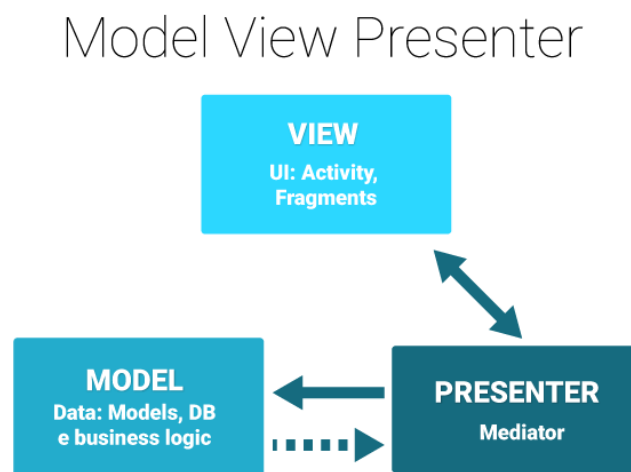 Model View Presenter
VIEW
UI: Activity,
Fragments
MODEL
Data: Models, DB
e business logic
PRESENTER
Mediator